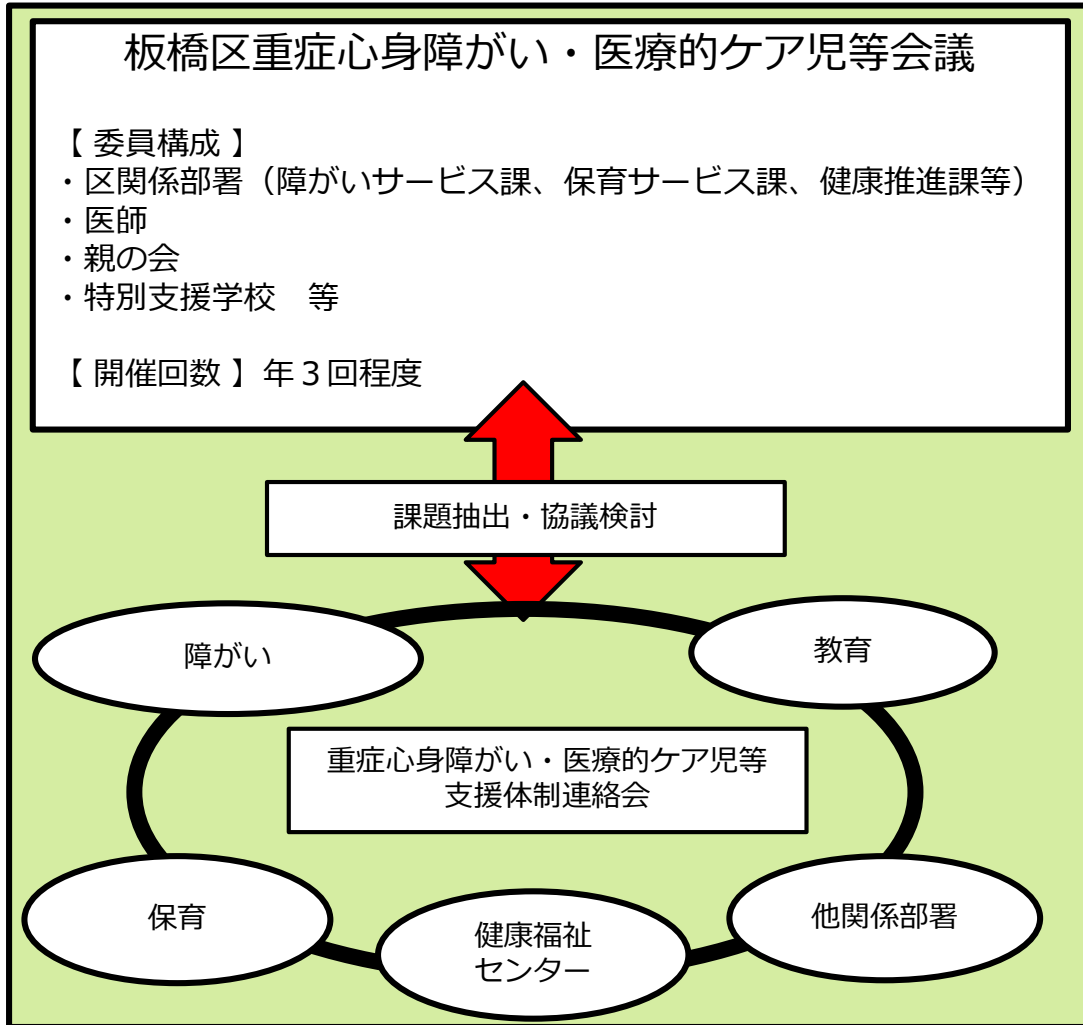 板橋区重症心身障がい・医療的ケア児等会議
【 委員構成 】
・区関係部署（障がいサービス課、保育サービス課、健康推進課等）
・医師
・親の会
・特別支援学校　等
【 開催回数 】年３回程度
課題抽出・協議検討
障がい
教育
重症心身障がい・医療的ケア児等
支援体制連絡会
保育
健康福祉
センター
他関係部署